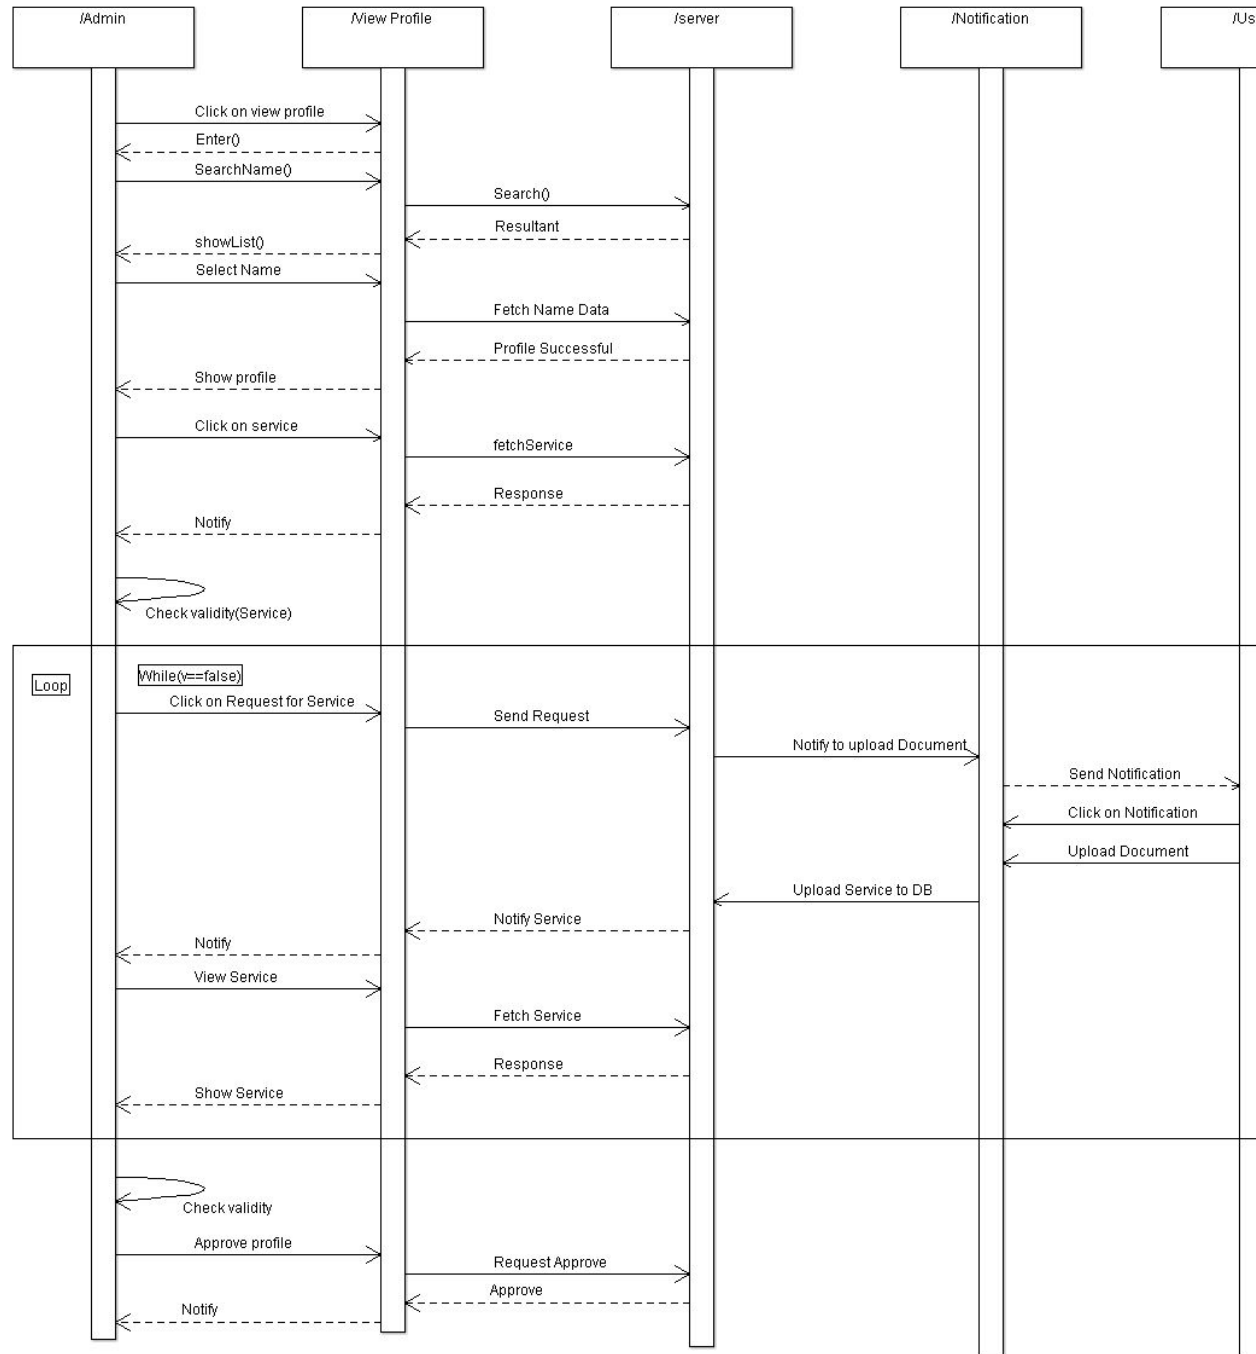 /Admin
/View Profile
/server
/Notification
/Us
Click on view profile
Enter()
SearchName()
Search()
Resultant
showList()
Select Name
Fetch Name Data
Profile Successful
Show profile
Click on service
fetchService
Response
Notify
Check validity(Service)
Loop
While(v==false)
Click on Request for Service
Send Request
Notify to upload Document
Send Notification
Click on Notification
Upload Document
Upload Service to DB
Notify Service
Notify
View Service
Fetch Service
Response
Show Service
Check validity
Approve profile
Request Approve
Approve
Notify